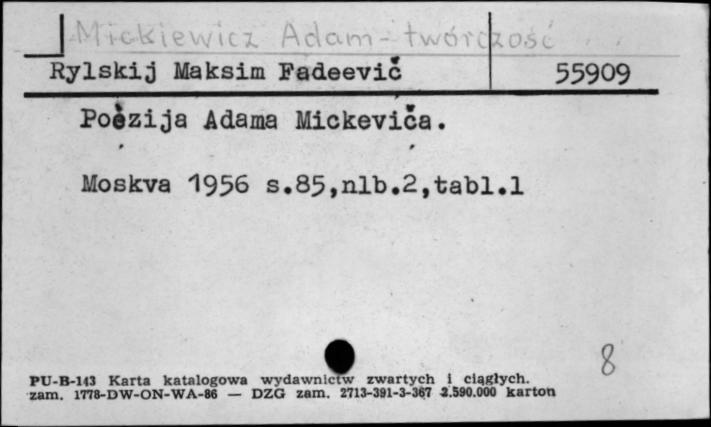 Mickiewicz Adam - twórczość
Rylskij Maksim Fadeevič 55909
Poèzija Adama Mickeviča.
Moskva 1956 s.85,nlb.2,tabl.1
8
PU-B-143 Karta katalogowa wydawnictw zwartych i ciągłych.
zam. 1778-DW-ON-WA-86 — DZG zam. 2713-391-3-367 2.590.000 karton